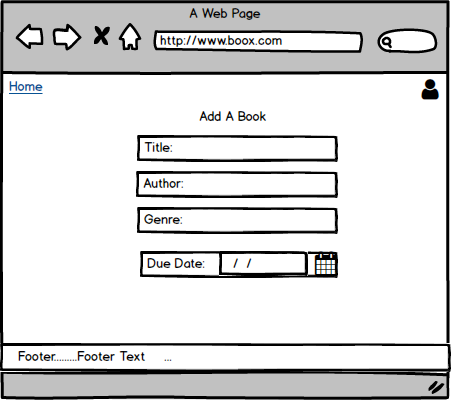 A Web Page
http://www.boox.com
Home
Add A Book
Title:
Author:
Genre:
Due Date: / /
Footer.........Footer Text ...